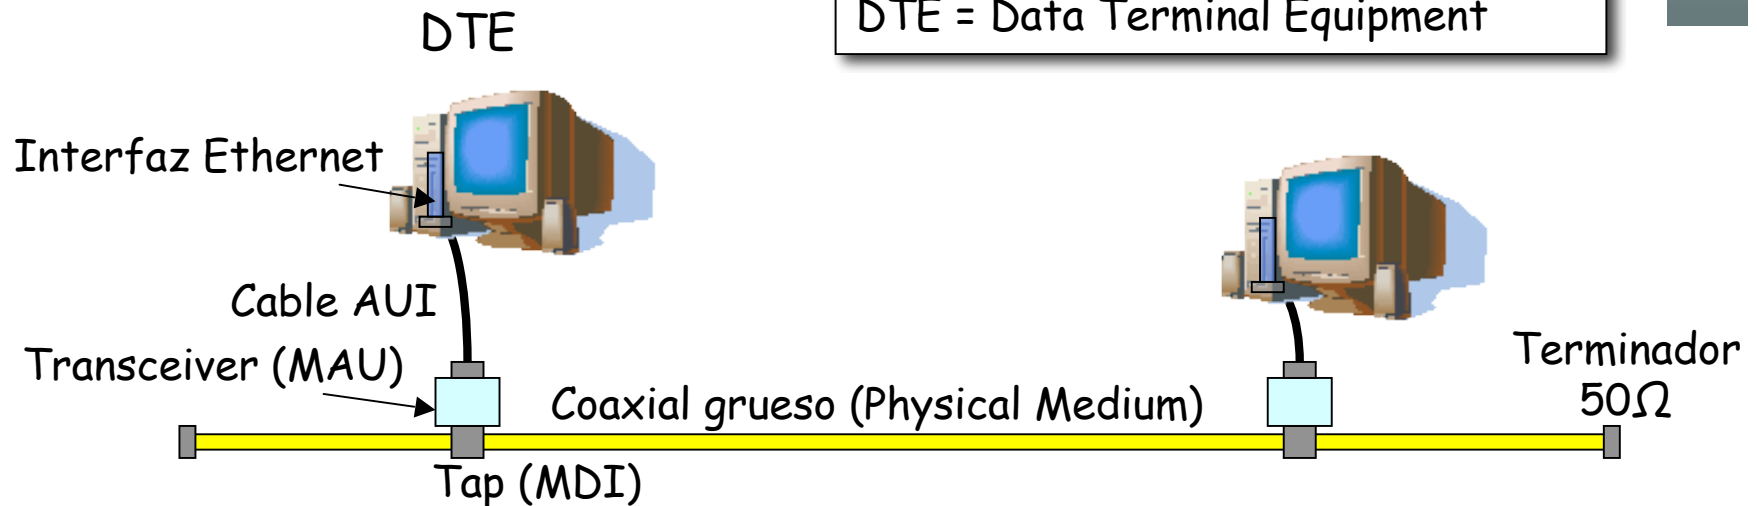 DTE = Data Terminal Equipment
DTE
Interfaz Ethernet
Cable AUI
Transceiver (MAU)
Terminador
50Ω
Coaxial grueso (Physical Medium)
Tap (MDI)